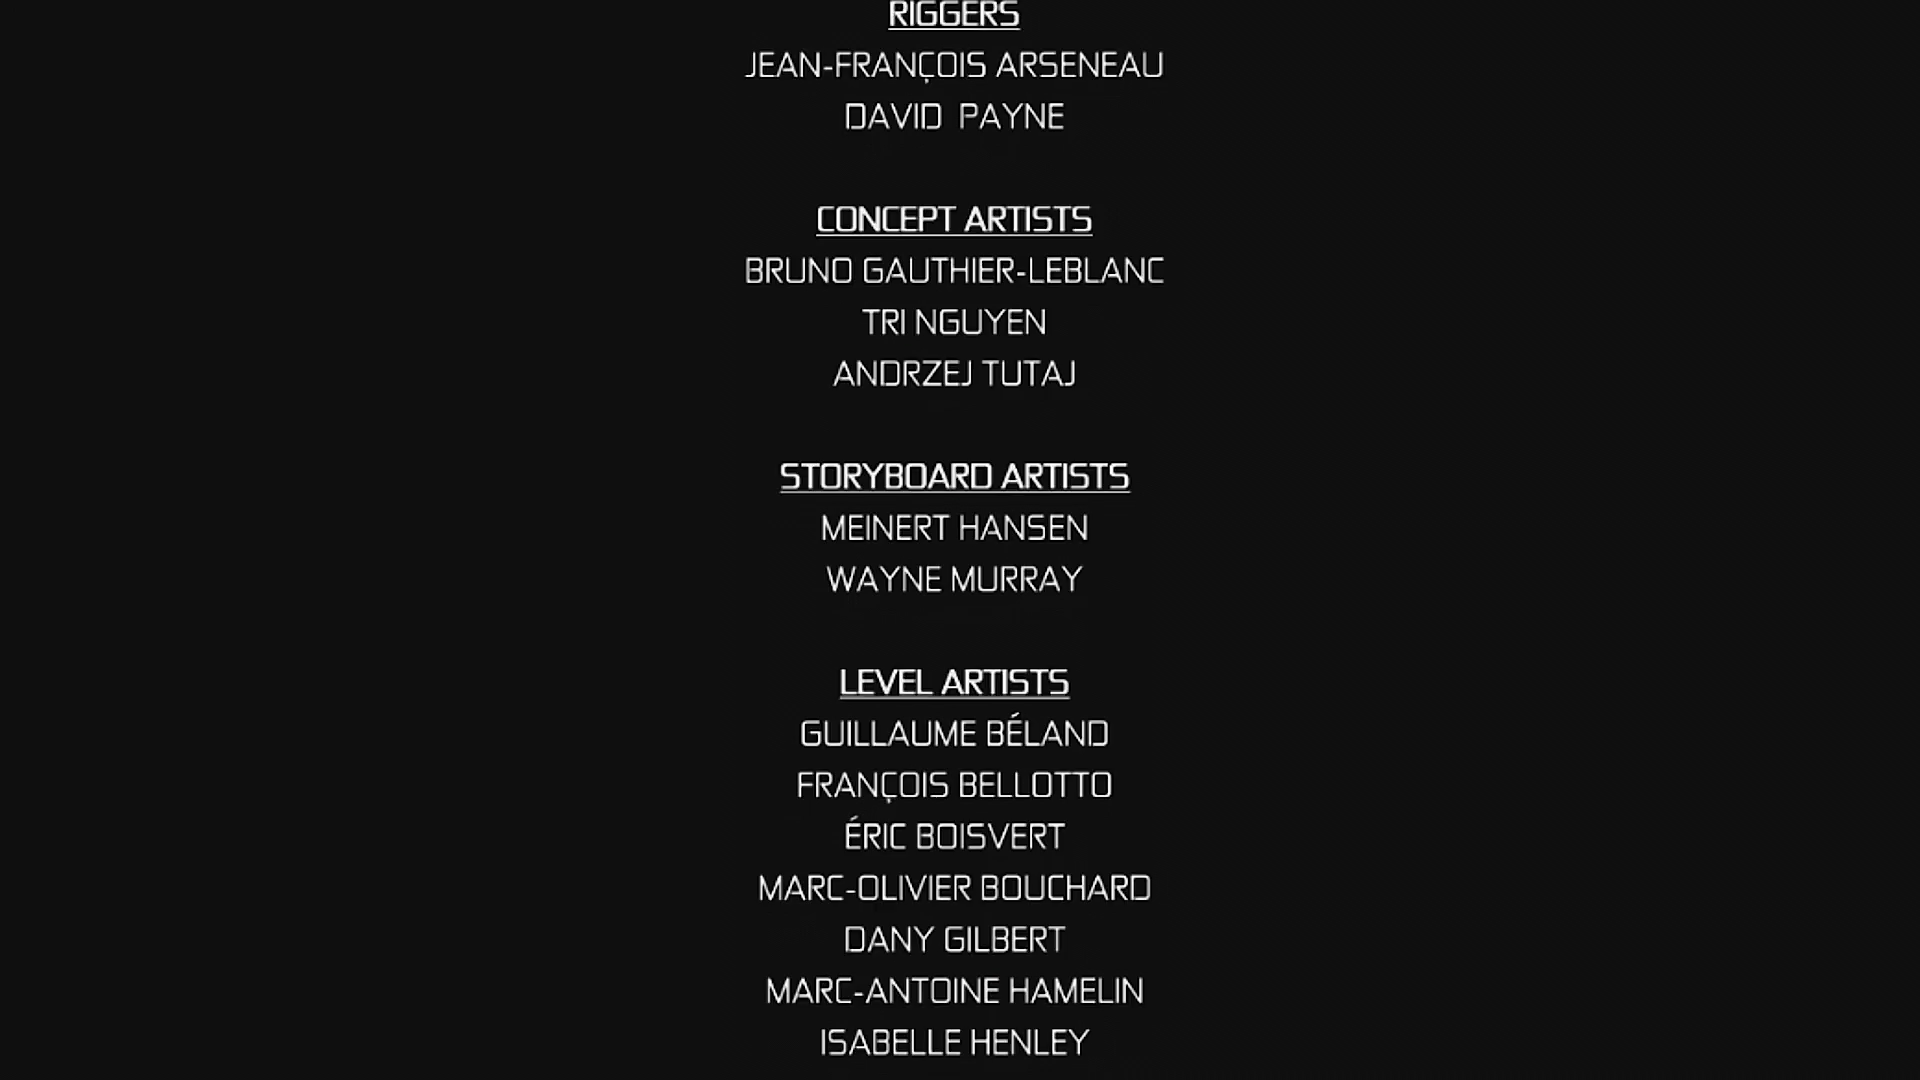 RIGGERS
JEAN-FRANÇOIS ARSENEAU
DAVID  PAYNE
CONCEPT ARTISTS
BRUNO GAUTHIER-LEBLANC
TRI NGUYEN
ANDRZEJ TUTAJ
STORYBOARD ARTISTS
MEINERT HANSEN
WAYNE MURRAY
LEVEL ARTISTS
GUILLAUME BÉLAND
FRANÇOIS BELLOTTO
ÉRIC BOISVERT
MARC-OLIVIER BOUCHARD
DANY GILBERT
MARC-ANTOINE HAMELIN
ISABELLE HENLEY